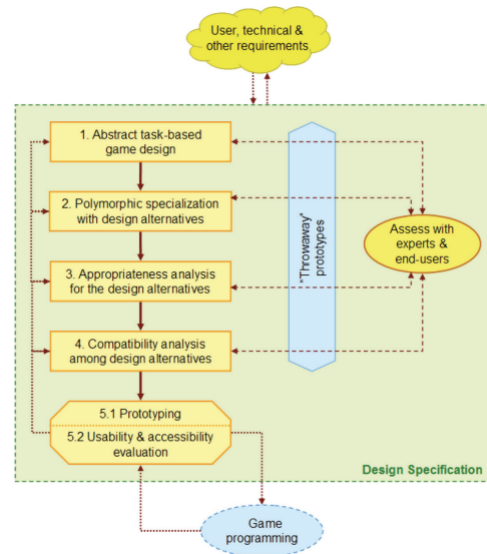 User, technical &
other requirements
1. Abstract task-based
game design
2. Polymorphic specialization
with design alternatives
3. Appropriateness analysis
for the design alternatives
4. Compatibility analysis
among design alternatives
5.1 Prototyping
5.2 Usability & accessibility
evaluation
"Throwaway"
prototypes
Assess with
experts &
end-users
Design Specification
Game
programming